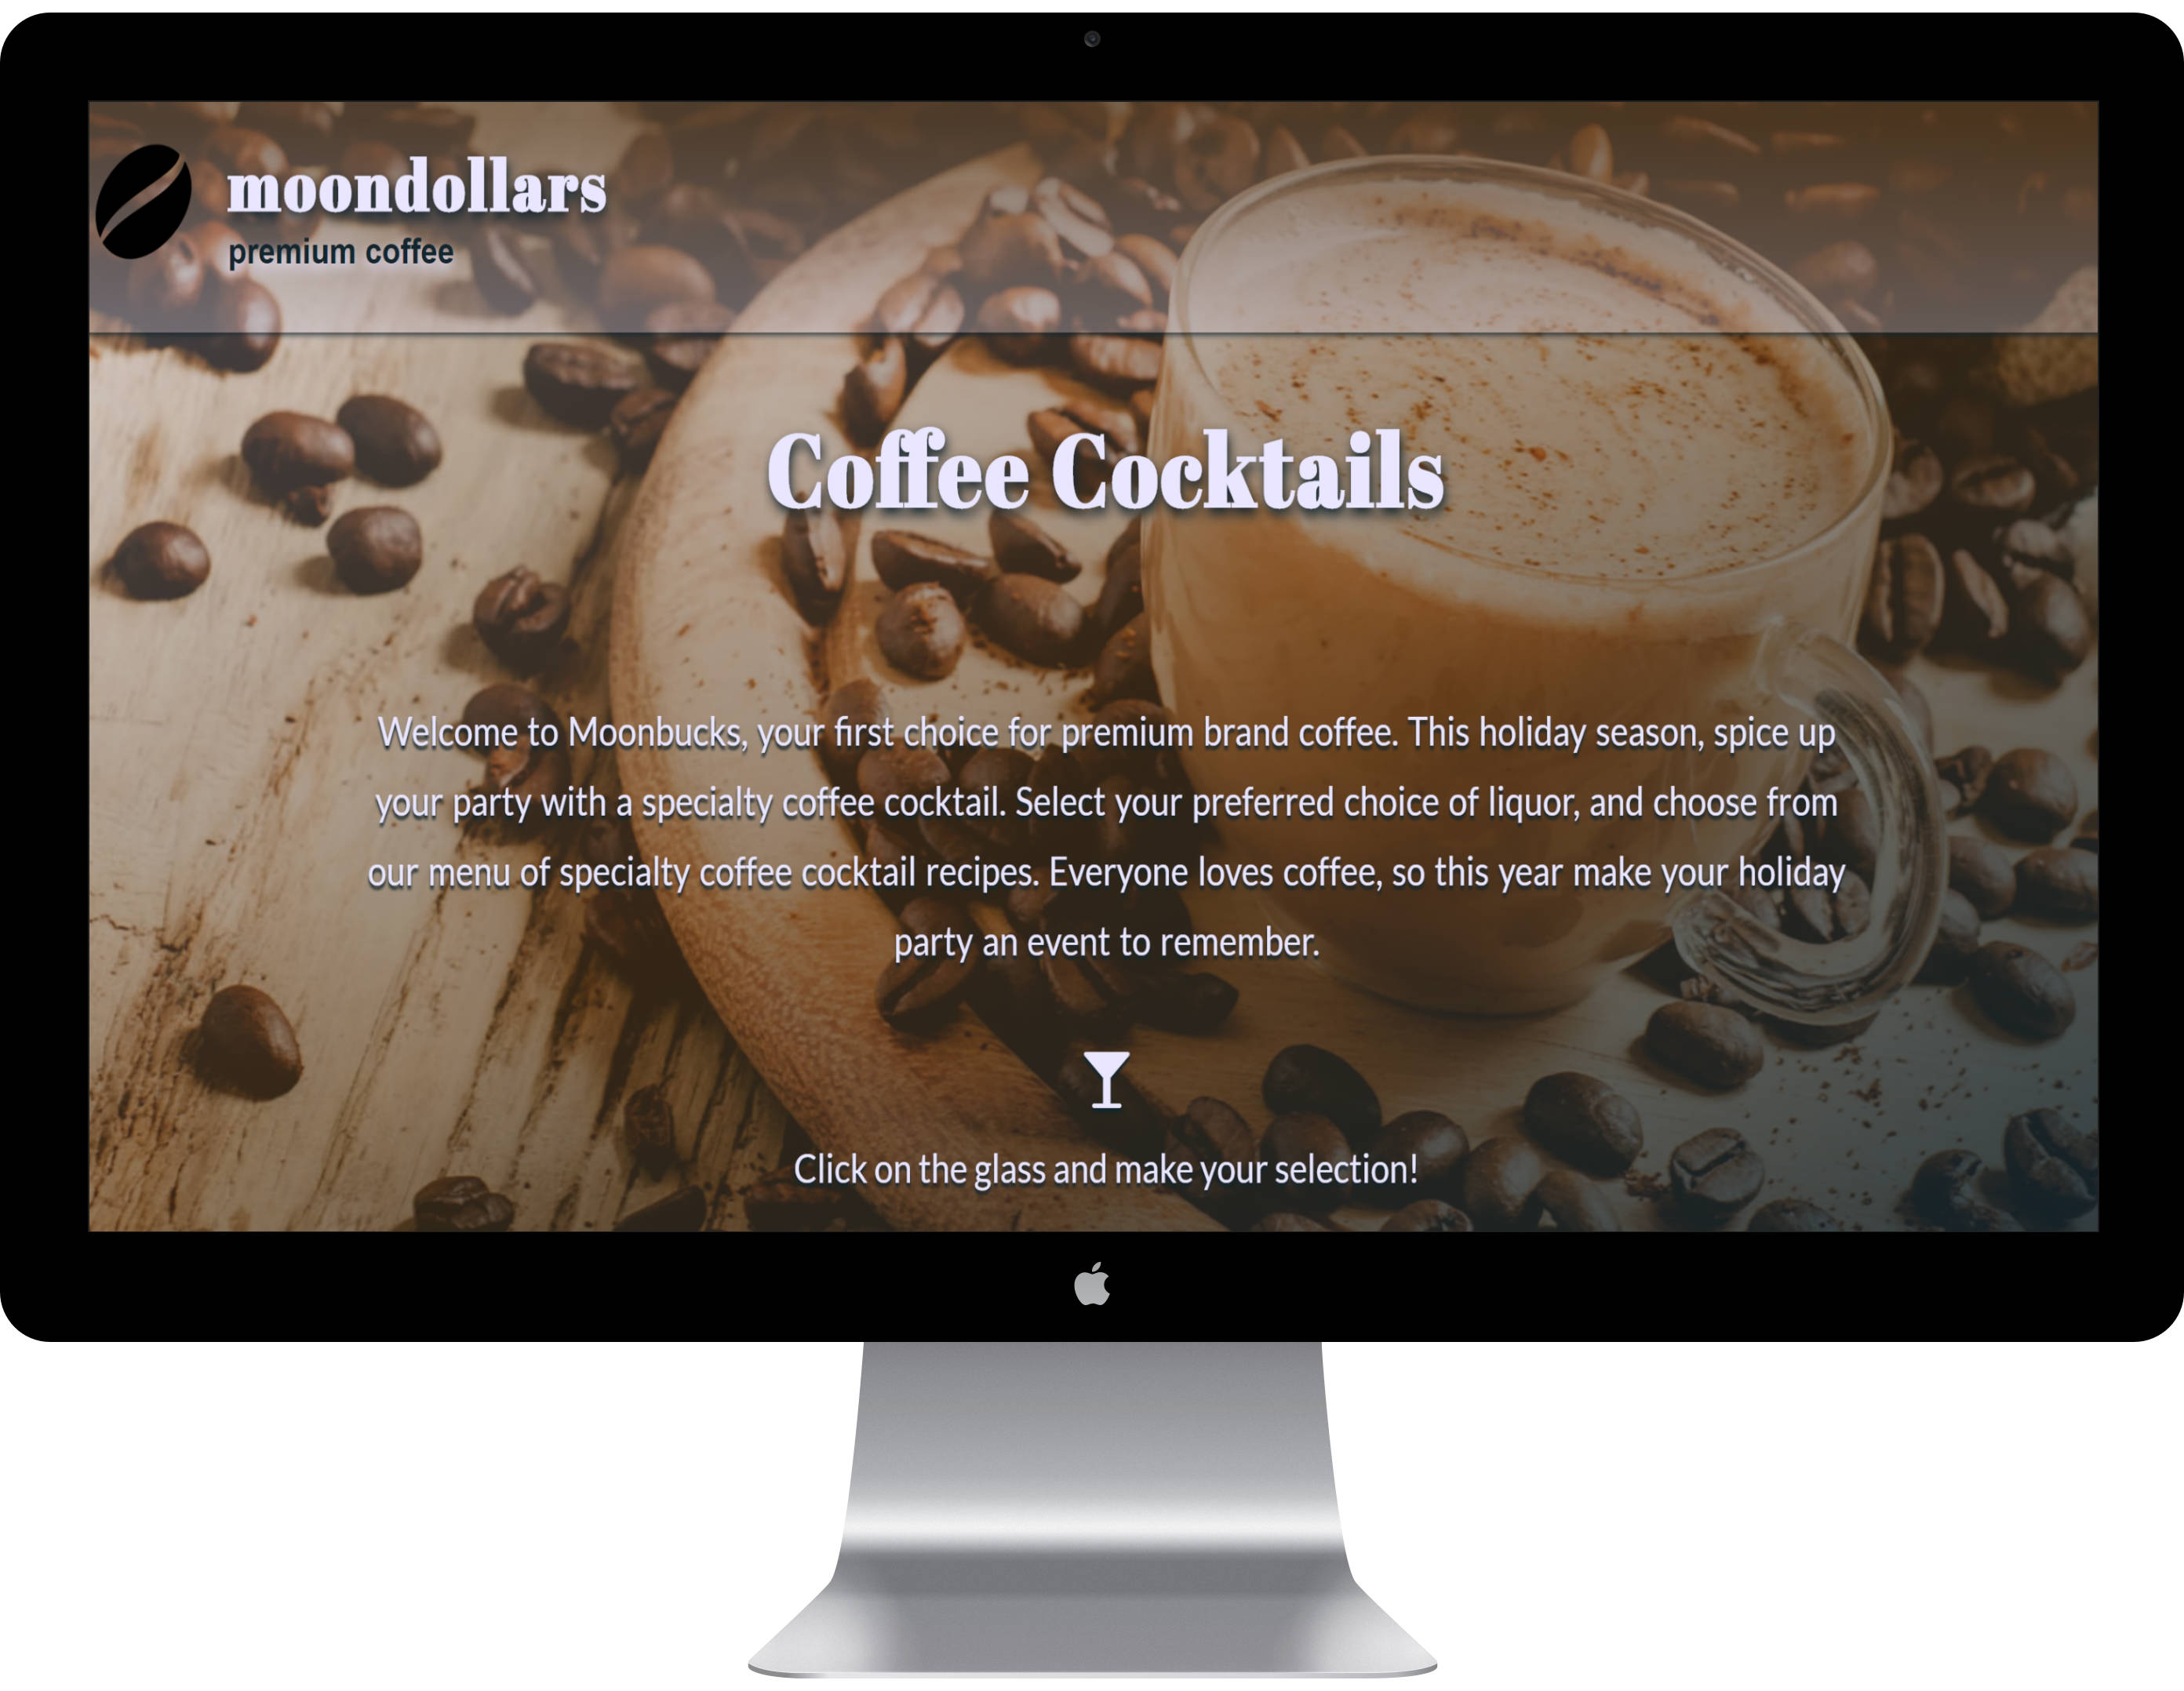 moondollars
premium coffee
Coffee Cocktails
Welcome to Moonbucks, your first choice for premium brand coffee. This holiday season, spice up
your party with a specialty coffee cocktail. Select your preferred choice of liquor, and choose from
our menu of specialty coffee cocktail recipes. Everyone loves coffee, so this year make your holiday
party an event to remember.
Click on the glass and make your selection!